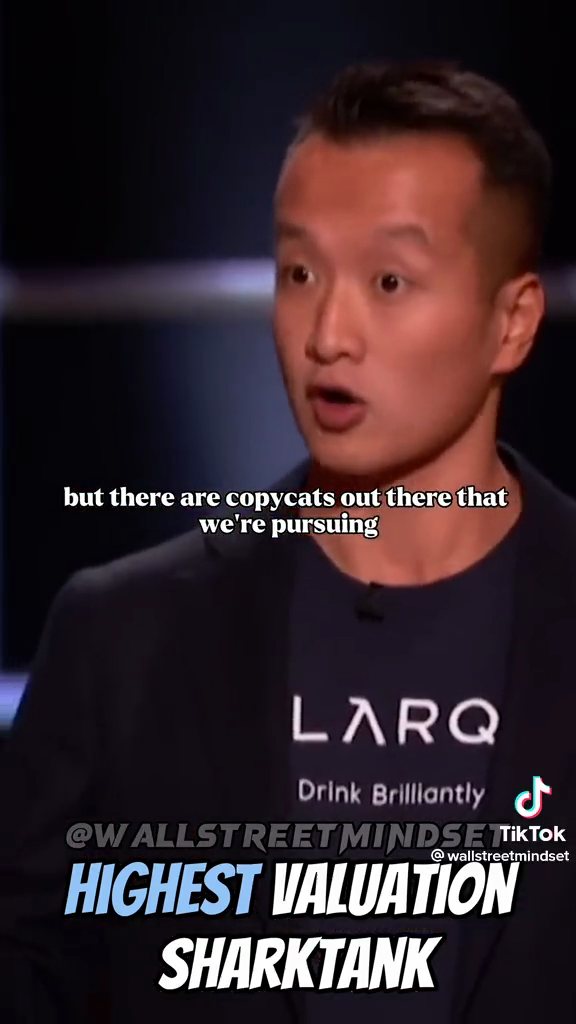 but there are copycats out there that
we're pursuing
LARQ
Drink Brilliantly
@WALLSTREETMINDSET
TikTok
@wallstreetmindset
HIGHEST VALUATION
SHARKTANK